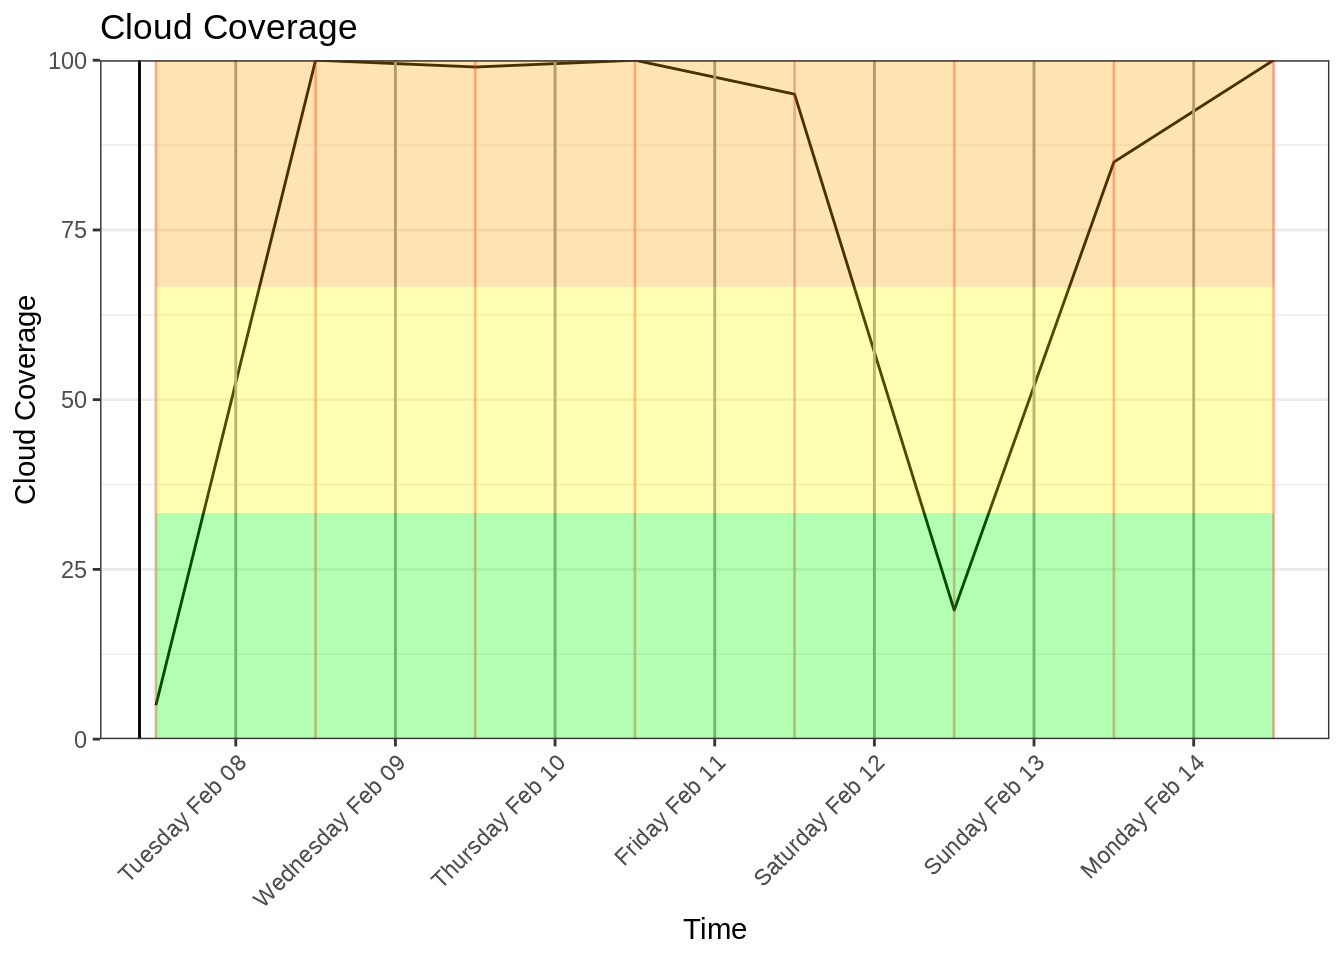 Cloud Coverage
100
75
50
25
0
Cloud Coverage
Tuesday Feb 08
Wednesday Feb 09
Thursday Feb 10
Friday Feb 11
Saturday Feb 12
Sunday Feb 13
Monday Feb 14
Time